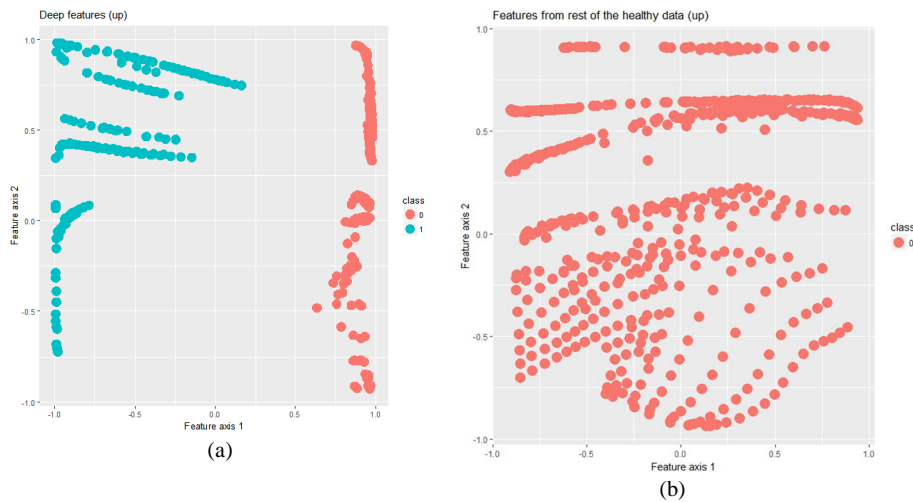 Deep features (up)
1.0
0.5
0.0
-0.5
-1.0
Feature axis 2
-1.0
-0.5
0.0
0.5
1.0
Feature axis 1
class
0
1
(a)
Features from rest of the healthy data (up)
1.0
0.5
0.0
-0.5
-1.0
Feature axis 2
-1.0
-0.5
0.0
0.5
1.0
Feature axis 1
class
0
(b)